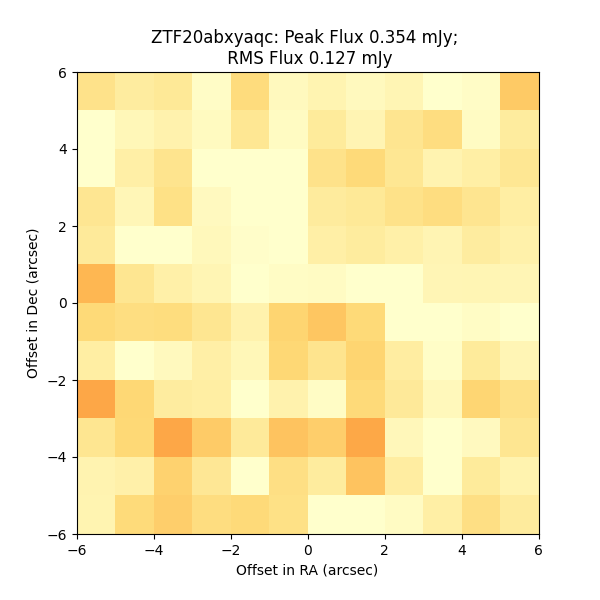 ZTF20abxyaqc: Peak Flux 0.354 mJy;
RMS Flux 0.127 mJy
6
4
2
0
−2
−4
−6
Offset in Dec (arcsec)
−6 −4 −2 0 2 4 6
Offset in RA (arcsec)